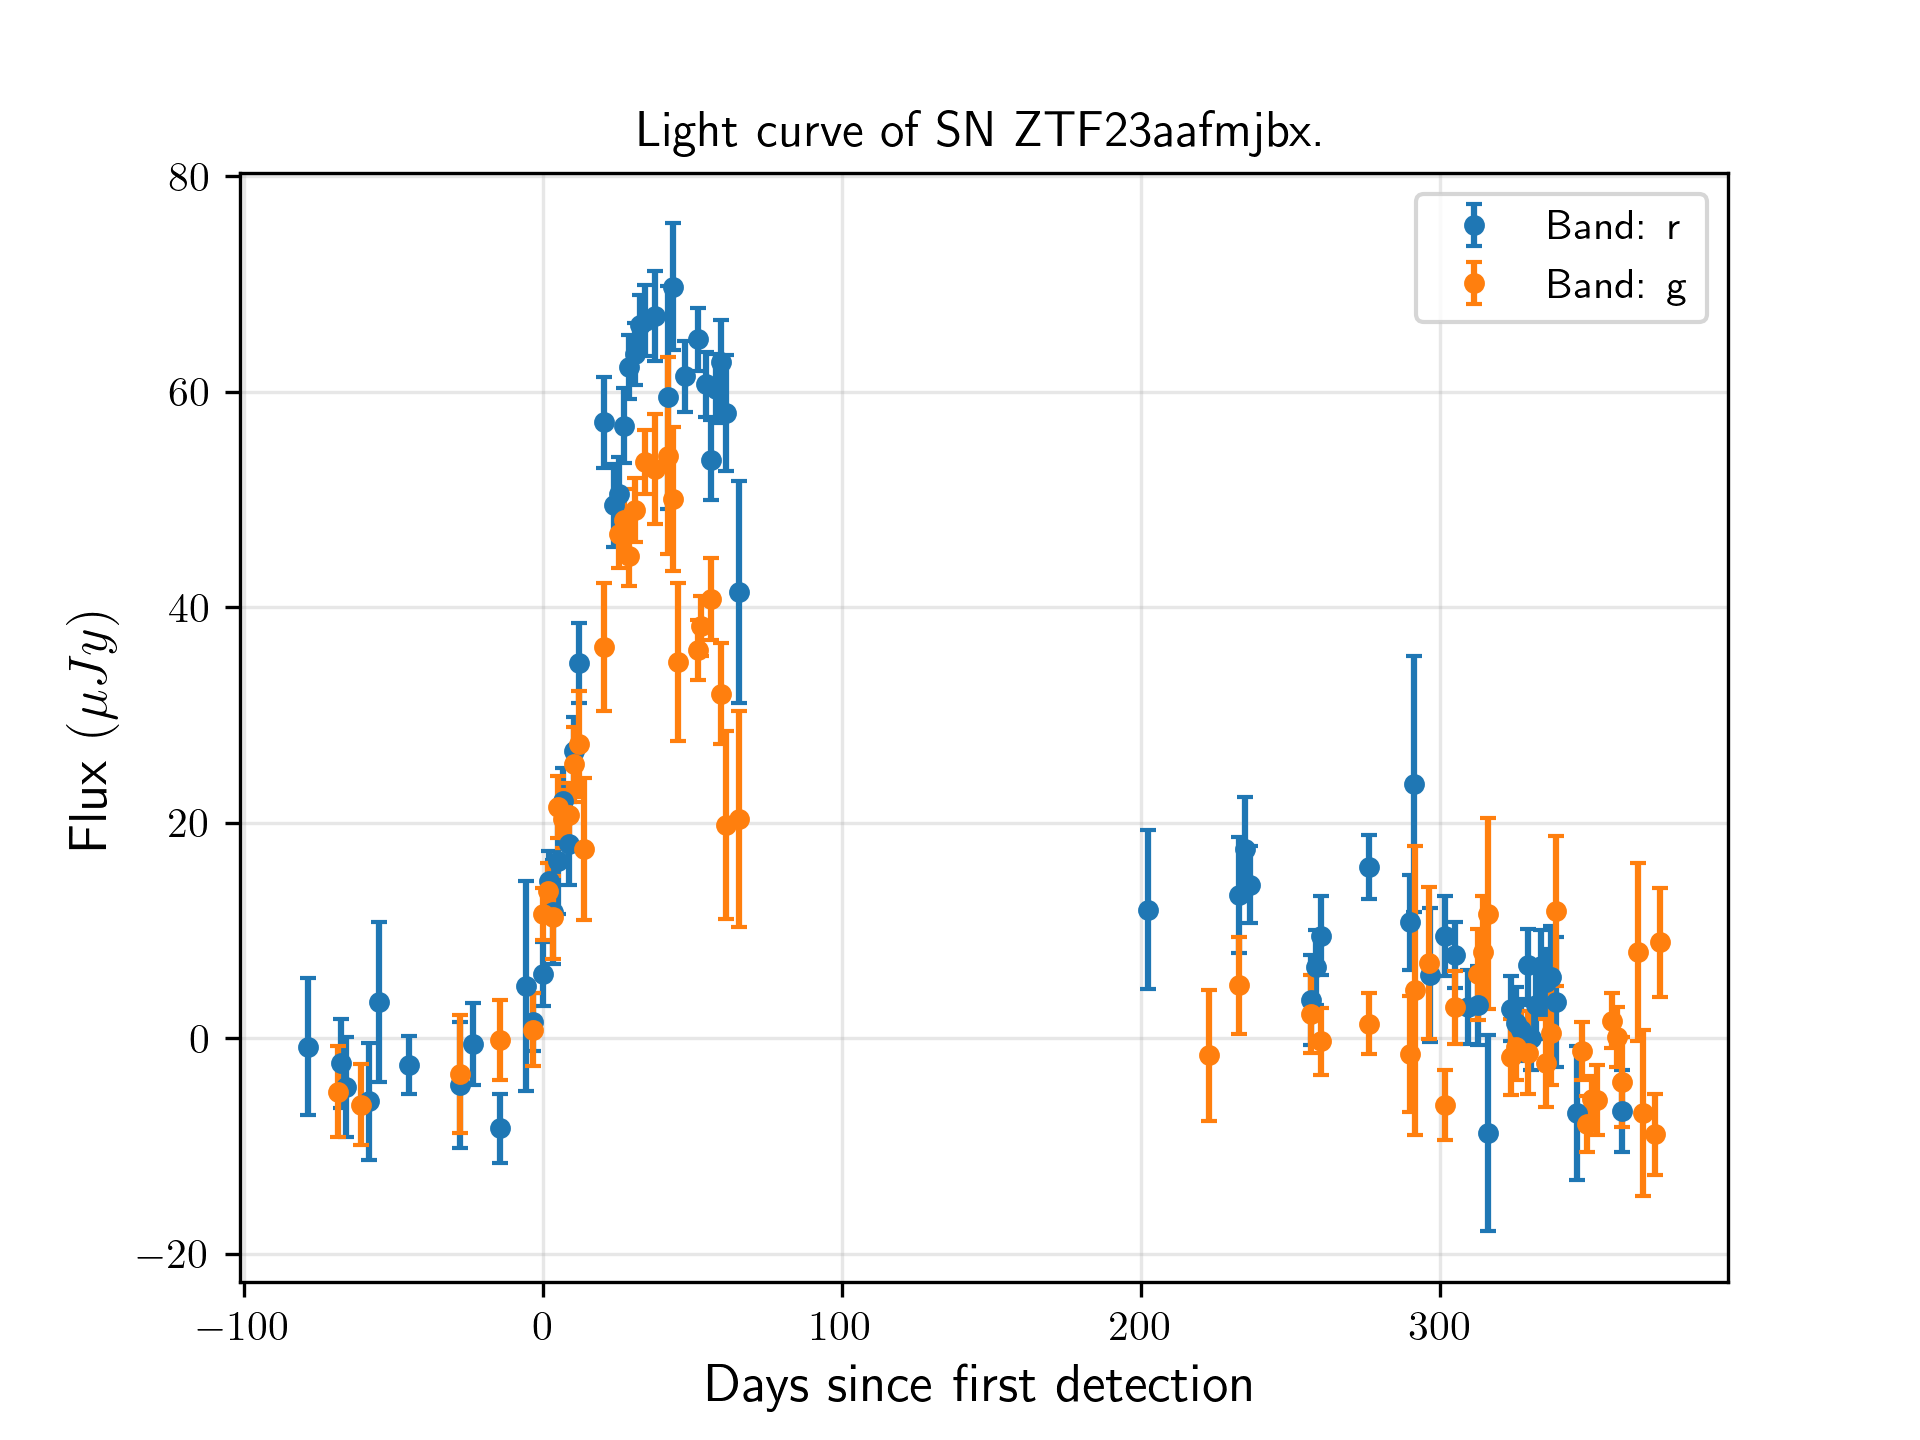 Light curve of SN ZTF23aafmjbx.
Band: r
Band: g
80
60
40
20
0
−20
Flux (μJy)
−100 0 100 200 300
Days since first detection